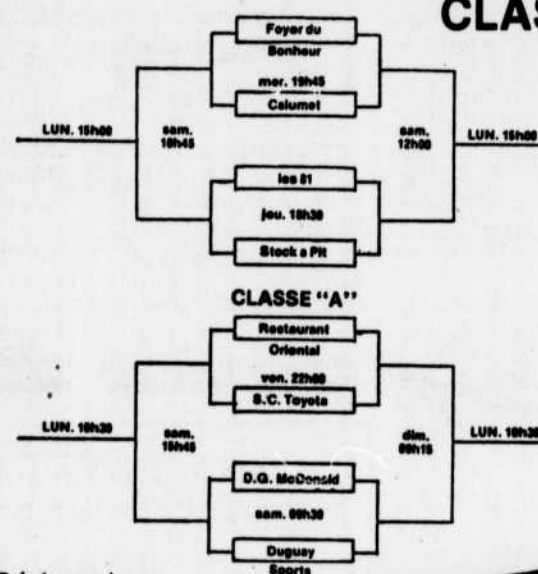 CLAS
Foyer du
Bonheur
mer. 19h45
Calumet
LUN. 15h00
sam.
19h45
sam.
12h00
LUN. 15h00
les 81
jeu. 18h30
Stock a Pit
CLASSE "A"
Restaurant
Oriental
ven. 22h00
S.C. Toyota
LUN. 16h30
sam.
15h45
dim.
09h15
LUN. 16h30
D.G. McDonald
sam. 09h30
Duguay
Sports